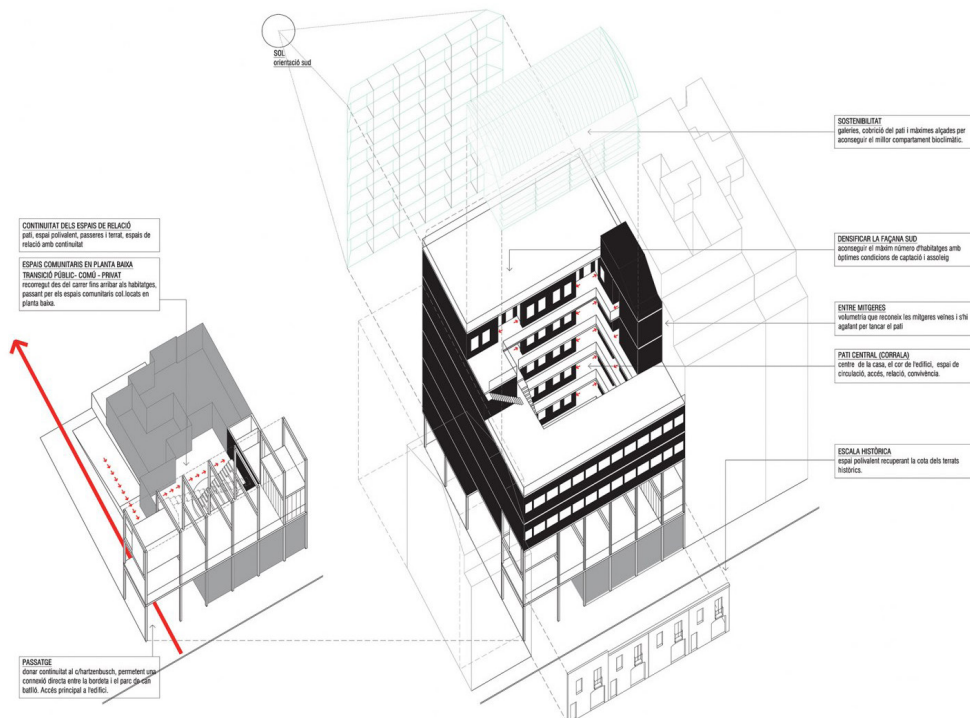 SOL
orientació sud
SOSTENIBILITAT
galeries, cobrició del pati i màximes alçades per
aconseguir el millor compartament bioclimàtic.
CONTINUITAT DELS ESPAIS DE RELACIÓ
pati, espai polivalent, passeres i terrat, espais de
relació amb continuïtat
ESPAIS COMUNITARIS EN PLANTA BAIXA
TRANSICIÓ PÚBLIC- COMÚ - PRIVAT
recorregut des del carrer fins arribar als habitatges,
passant per els espais comunitaris col.locats en
planta baixa.
DENSIFICAR LA FAÇANA SUD
aconseguir el màxim número d'habitatges amb
òptimes condicions de captació i assoleig
ENTRE MITGERES
volumetria que reconeix les mitgeres veïnes i s'hi
agafant per tancar el pati
PATI CENTRAL (CORRALA)
centre de la casa, el cor de l'edifici, espai de
circulació, accés, relació, convivència.
ESCALA HISTÒRICA
espai polivalent recuperant la cota dels terrats
històrics.
PASSATGE
donar continuïtat al c/hartzenbusch, permetent una
connexió directa entre la bordeta i el parc de can
batlló. Accés principal a l'edifici.